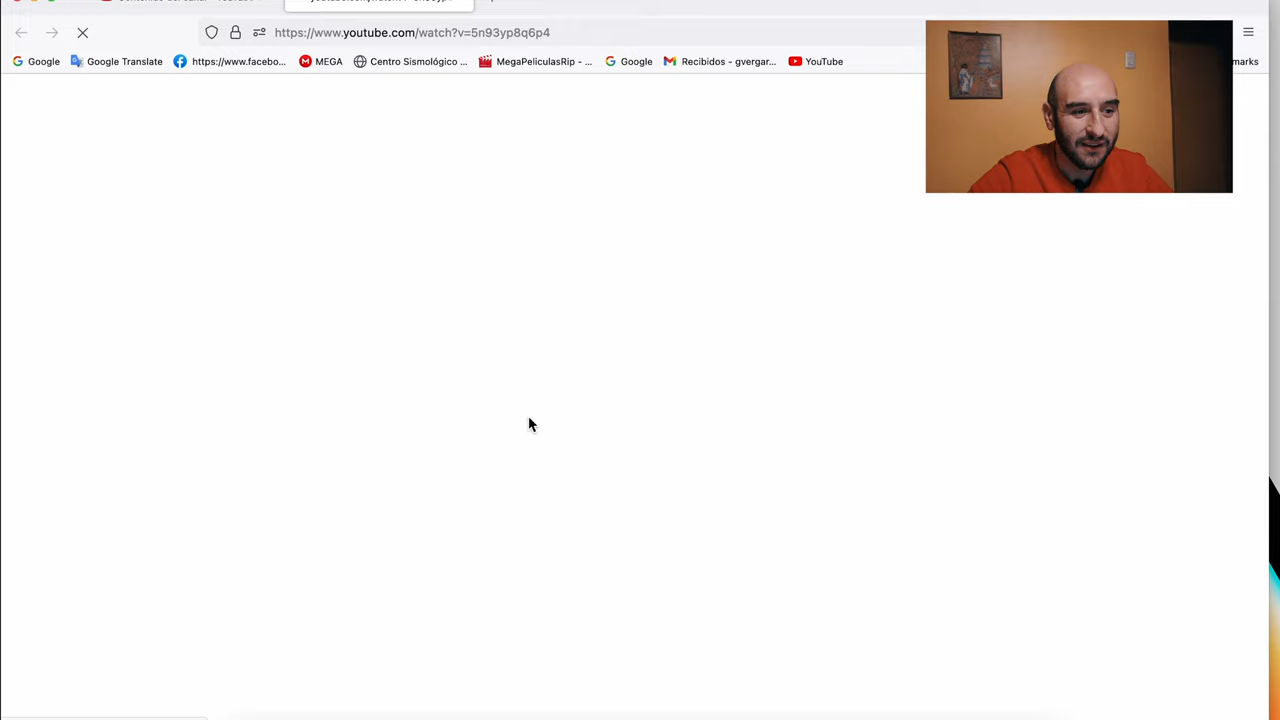 https://www.youtube.com/watch?v=5n93yp8q6p4
Google Google Translate https://www.facebo... MEGA Centro Sismológico ... MegaPeliculasRip - ... Google Recibidos - gvergar... YouTube marks